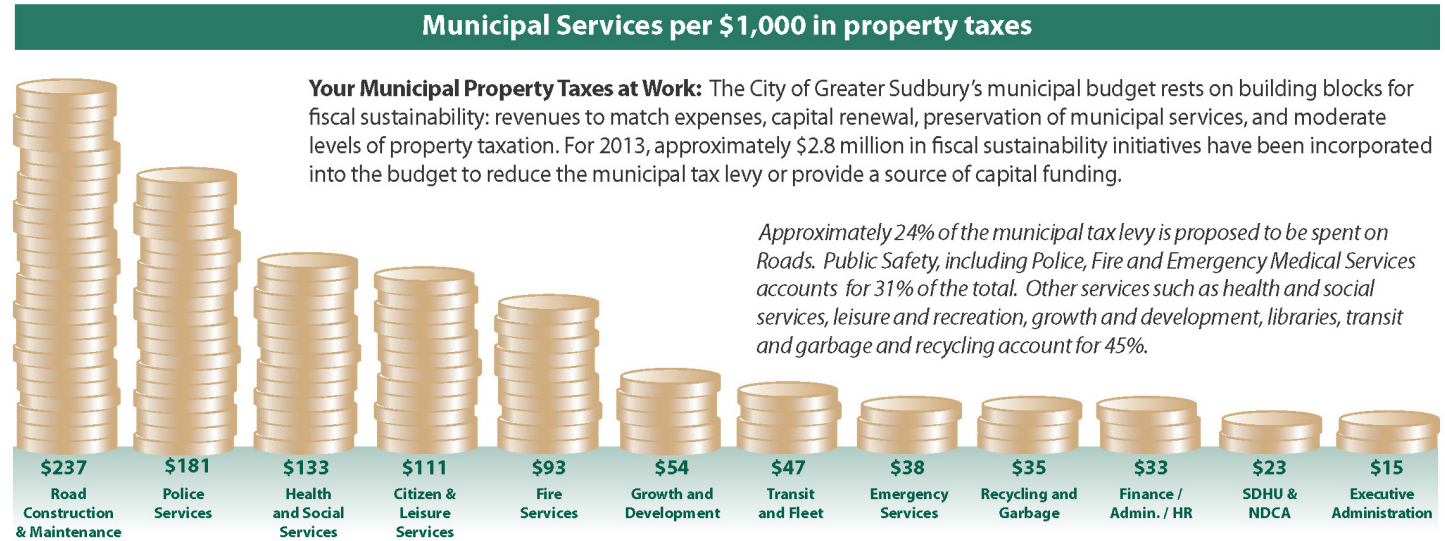 Municipal Services per $1,000 in property taxes
Your Municipal Property Taxes at Work: The City of Greater Sudbury's municipal budget rests on building blocks for
fiscal sustainability: revenues to match expenses, capital renewal, preservation of municipal services, and moderate
levels of property taxation. For 2013, approximately $2.8 million in fiscal sustainability initiatives have been incorporated
into the budget to reduce the municipal tax levy or provide a source of capital funding.
Approximately 24% of the municipal tax levy is proposed to be spent on
Roads. Public Safety, including Police, Fire and Emergency Medical Services
accounts for 31% of the total. Other services such as health and social
services, leisure and recreation, growth and development, libraries, transit
and garbage and recycling account for 45%.
$237
Road
Construction
& Maintenance
$181
Police
Services
$133
Health
and Social
Services
$111
Citizen &
Leisure
Services
$93
Fire
Services
$54
Growth and
Development
$47
Transit
and Fleet
$38
Emergency
Services
$35
Recycling and
Garbage
$33
Finance /
Admin. / HR
$23
SDHU &
NDCA
$15
Executive
Administration